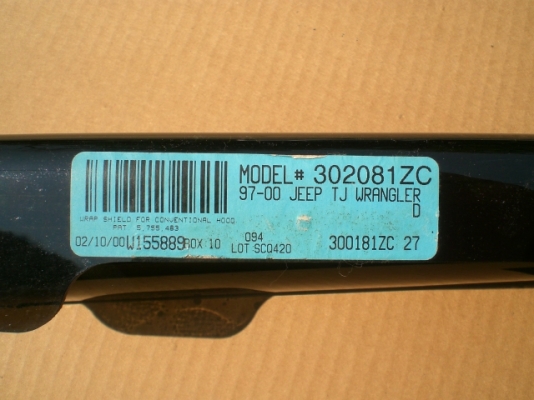 MODEL# 302081ZC
97-00 JEEP TJ WRANGLER
D
WRAP SHIELD FOR CONVENTIONAL HOOD
PAT. 5,755,483
02/10/00 W155889 BOX 10
094
LOT SCQ420
300181ZC 27